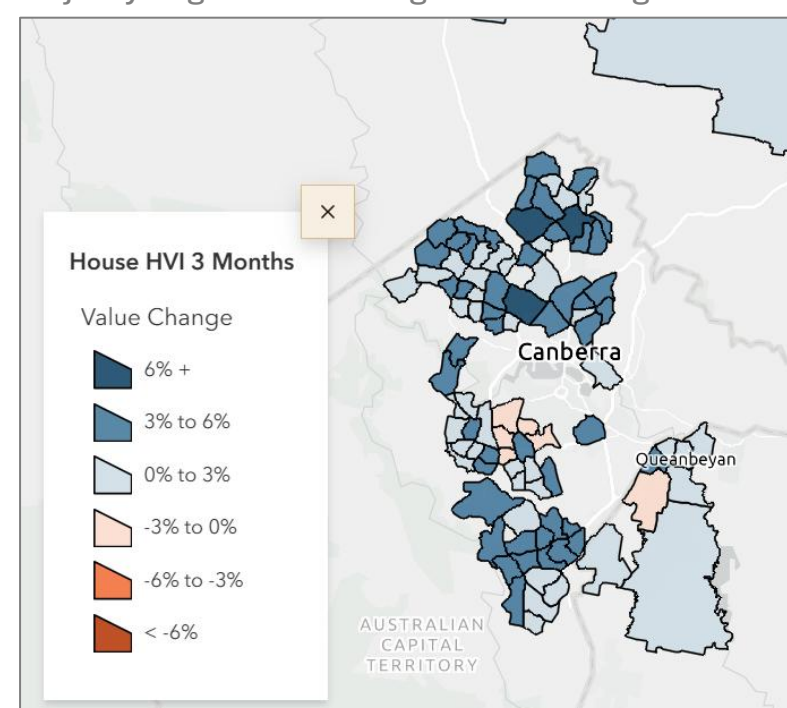 ×
House HVI 3 Months
Value Change
6% +
3% to 6%
0% to 3%
-3% to 0%
-6% to -3%
< -6%
Canberra
Queanbeyan
AUSTRALIAN
CAPITAL
TERRITORY